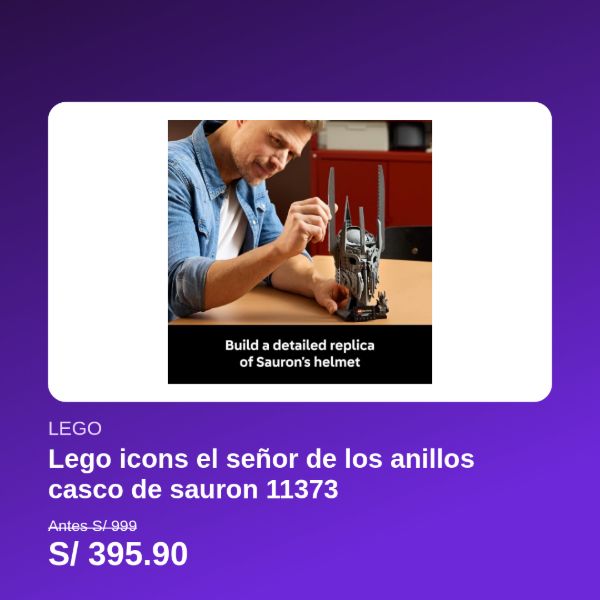 Build a detailed replica
of Sauron's helmet
LEGO
Lego icons el señor de los anillos
casco de sauron 11373
Antes S/ 999
S/ 395.90